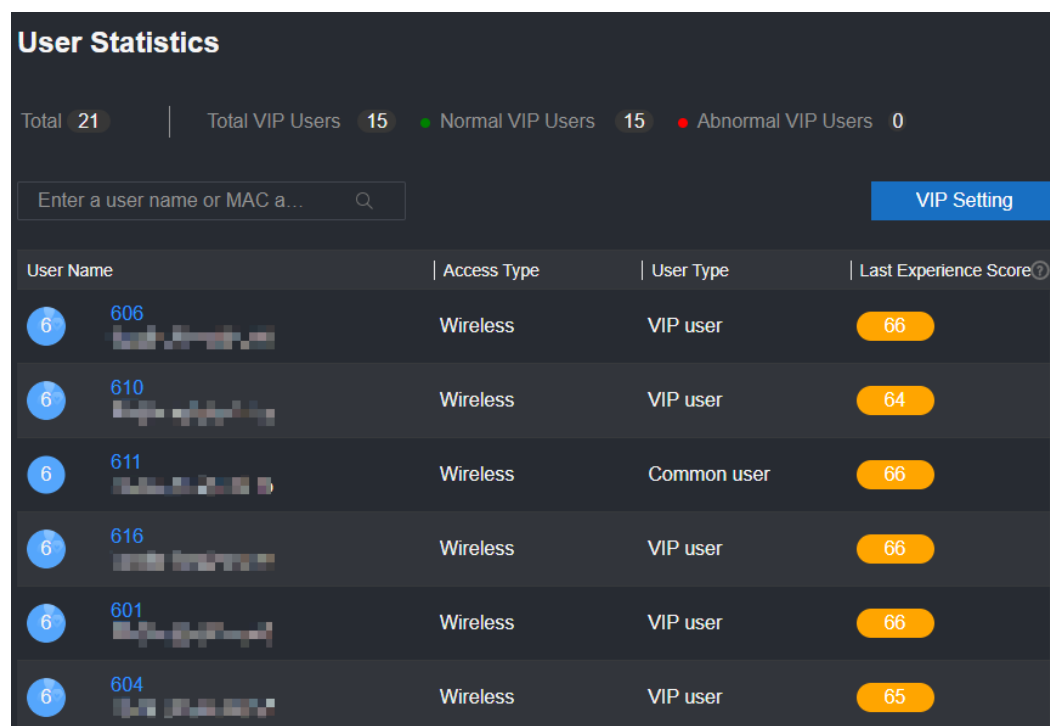 User Statistics
Total 21 Total VIP Users 15 Normal VIP Users 15 Abnormal VIP Users 0
Enter a user name or MAC a... VIP Setting
User Name Access Type User Type Last Experience Score ?
6 606 Wireless VIP user 66
6 610 Wireless VIP user 64
6 611 Wireless Common user 66
6 616 Wireless VIP user 66
6 601 Wireless VIP user 66
6 604 Wireless VIP user 65